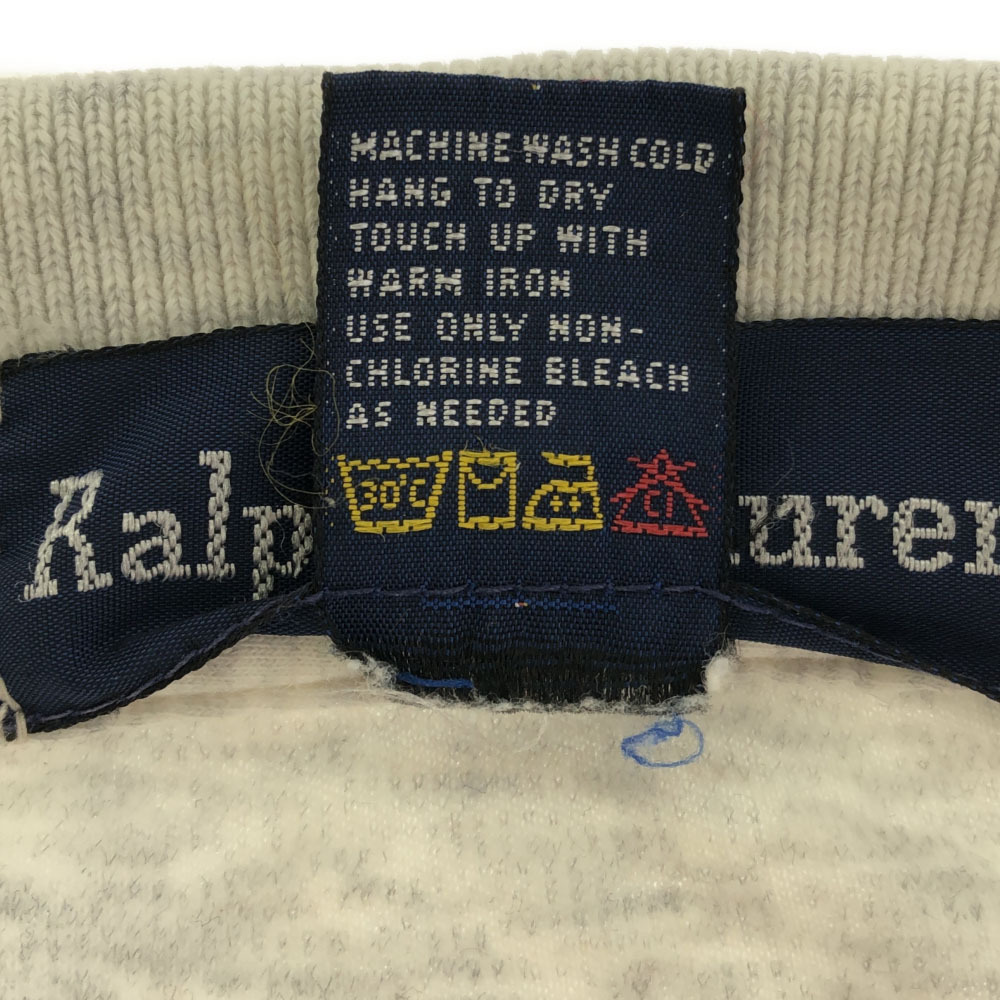 MACHINE WASH COLD
HANG TO DRY
TOUCH UP WITH
WARM IRON
USE ONLY NON-
CHLORINE BLEACH
AS NEEDED
30°C
Cl
Ralp
uren